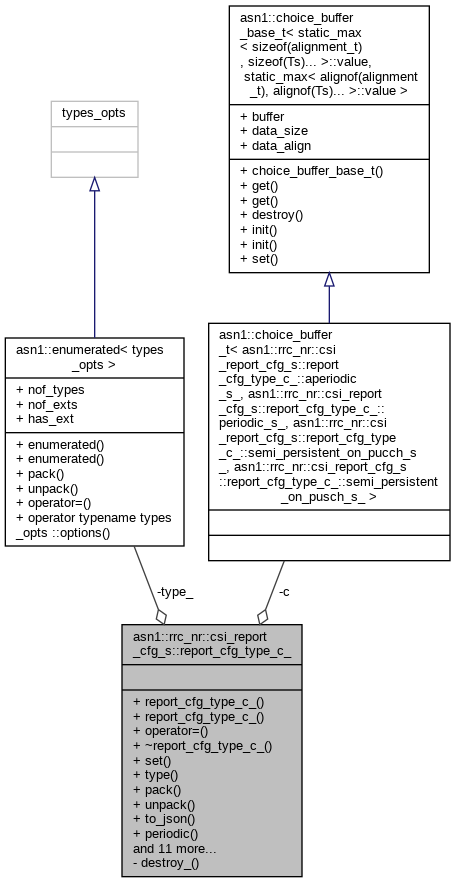 asn1::choice_buffer
_base_t< static_max
< sizeof(alignment_t)
, sizeof(Ts)... >::value,
static_max< alignof(alignment
_t), alignof(Ts)... >::value >
+ buffer
+ data_size
+ data_align
+ choice_buffer_base_t()
+ get()
+ get()
+ destroy()
+ init()
+ init()
+ set()
types_opts
asn1::enumerated< types
_opts >
+ nof_types
+ nof_exts
+ has_ext
+ enumerated()
+ enumerated()
+ pack()
+ unpack()
+ operator=()
+ operator typename types
_opts ::options()
asn1::choice_buffer
_t< asn1::rrc_nr::csi
_report_cfg_s::report
_cfg_type_c_::aperiodic
_s_, asn1::rrc_nr::csi_report
_cfg_s::report_cfg_type_c_::
periodic_s_, asn1::rrc_nr::csi
_report_cfg_s::report_cfg_type
_c_::semi_persistent_on_pucch_s
_, asn1::rrc_nr::csi_report_cfg_s
::report_cfg_type_c_::semi_persistent
_on_pusch_s_ >
-type_
-c
asn1::rrc_nr::csi_report
_cfg_s::report_cfg_type_c_
+ report_cfg_type_c_()
+ report_cfg_type_c_()
+ operator=()
+ ~report_cfg_type_c_()
+ set()
+ type()
+ pack()
+ unpack()
+ to_json()
+ periodic()
and 11 more...
- destroy_()